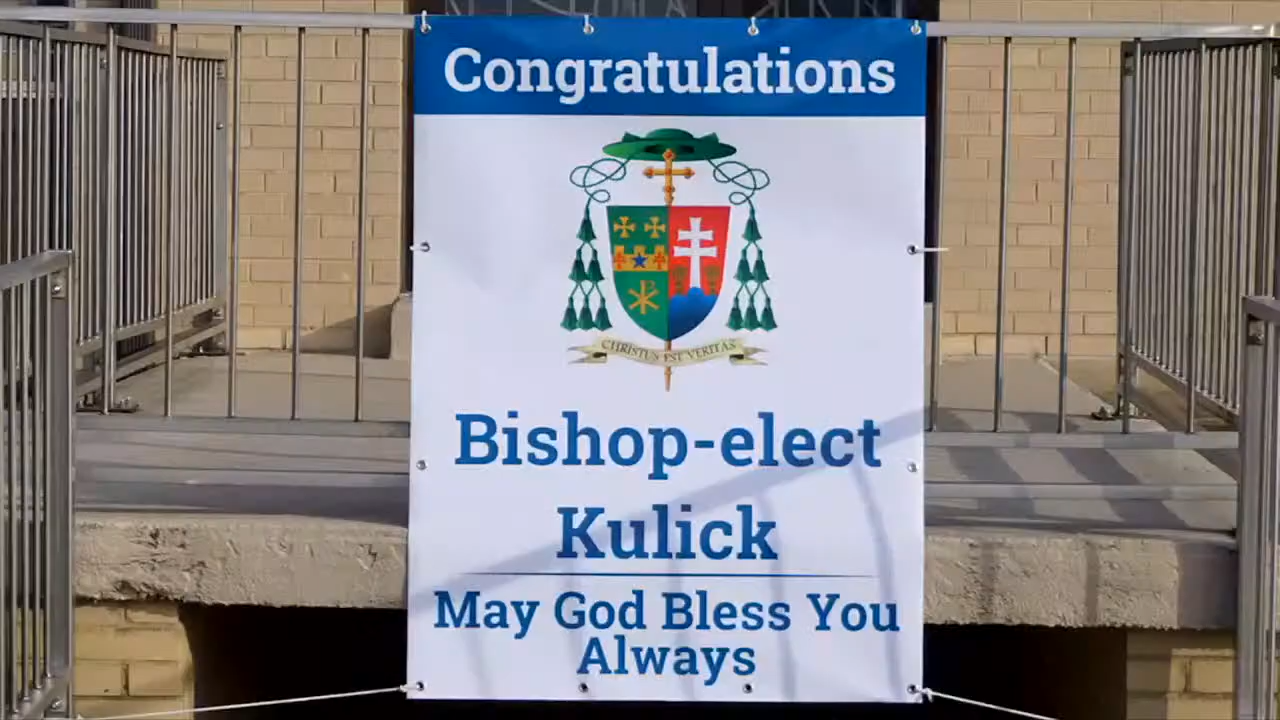 Congratulations
CHRISTUS EST VERITAS
Bishop-elect
Kulick
May God Bless You
Always